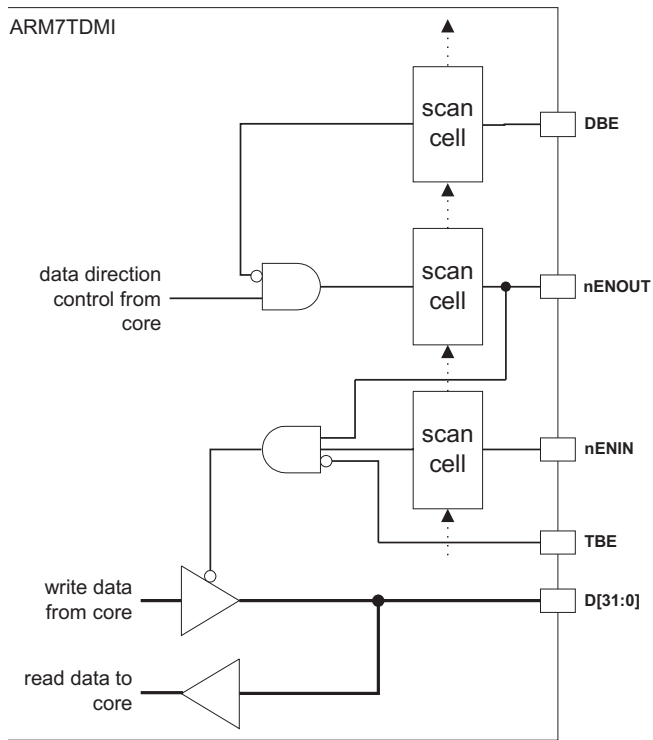 ARM7TDMI
scan
cell
DBE
data direction
control from
core
scan
cell
nENOUT
scan
cell
nENIN
TBE
write data
from core
D[31:0]
read data to
core